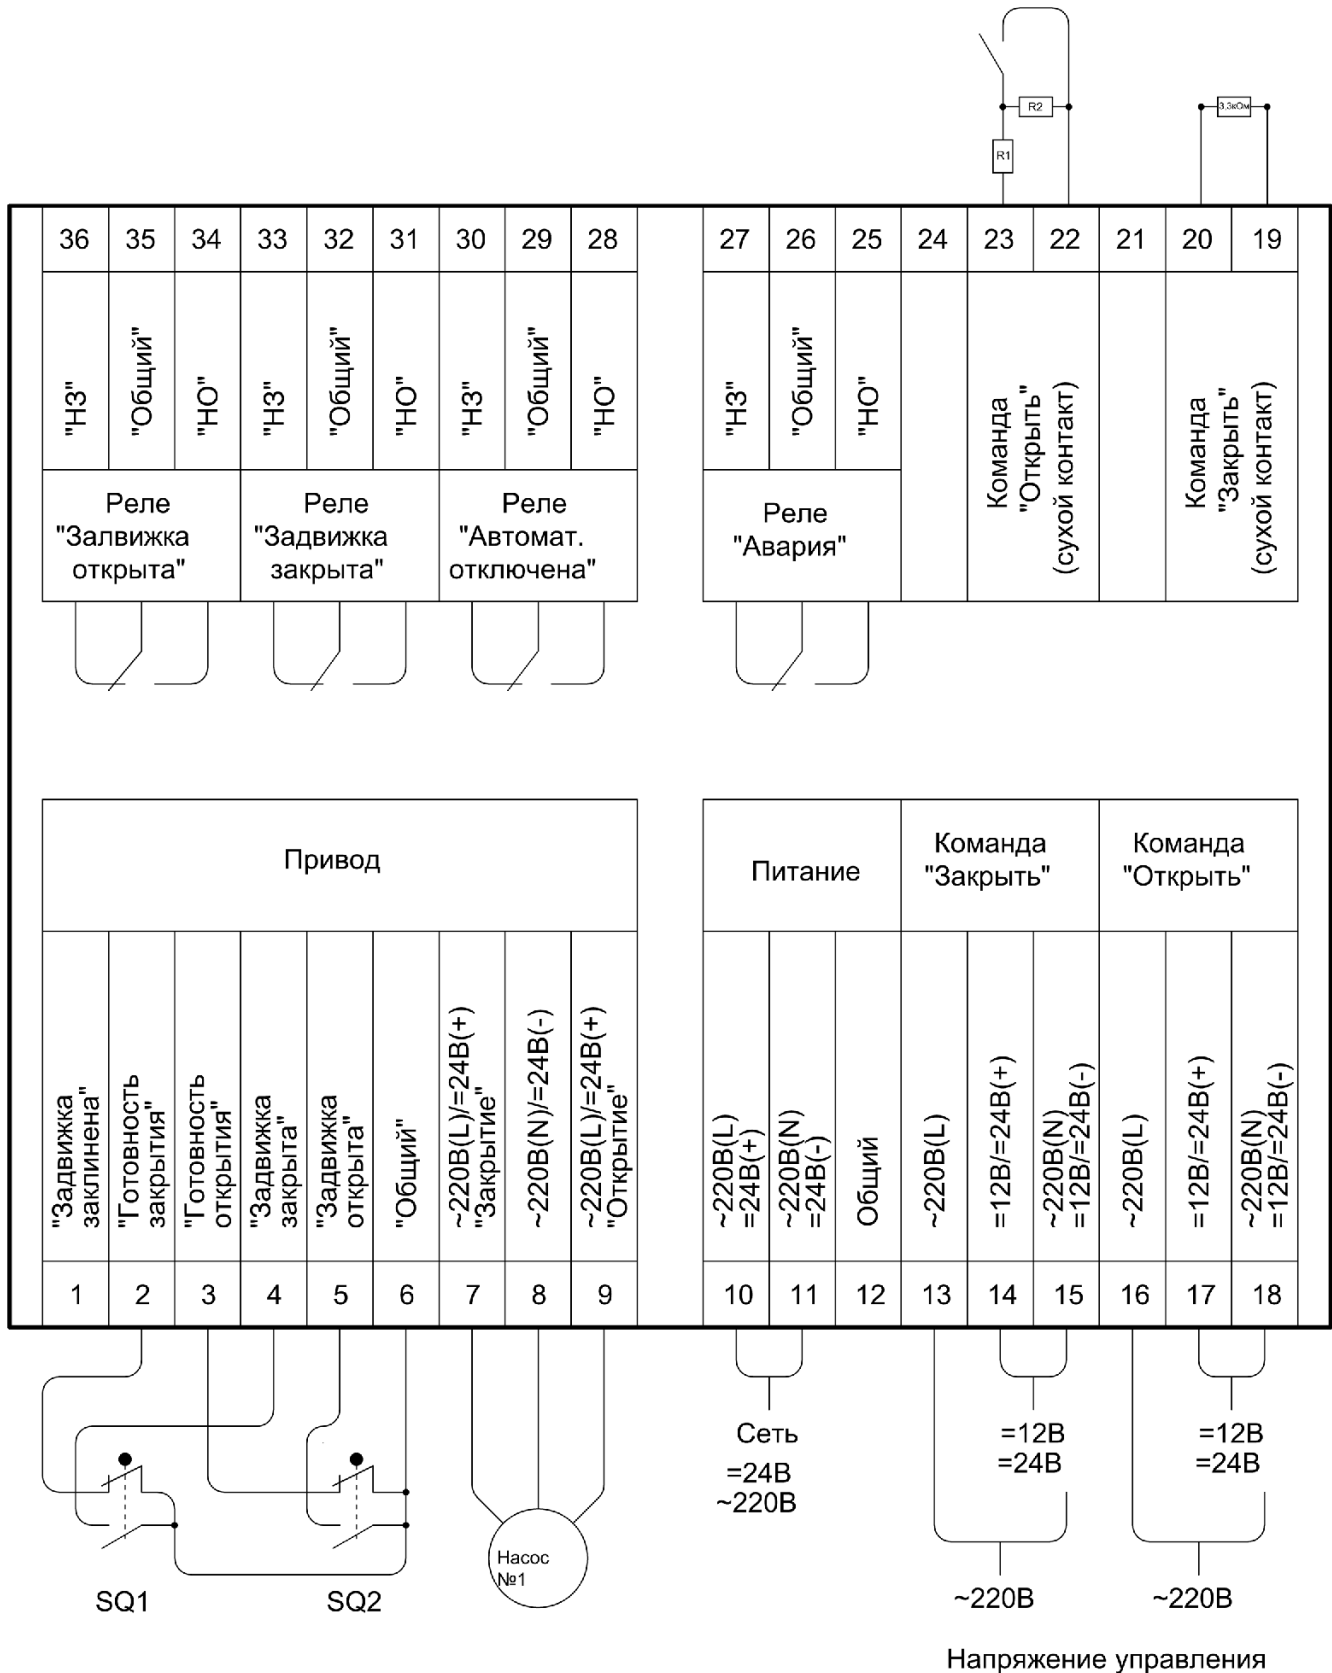 R2
3.3кОм
R1
36 35 34 33 32 31 30 29 28 27 26 25 24 23 22 21 20 19
"НЗ"
"Общий"
"НО"
"НЗ"
"Общий"
"НО"
"НЗ"
"Общий"
"НО"
"НЗ"
"Общий"
"НО"
Команда
"Открыть"
(сухой контакт)
Команда
"Закрыть"
(сухой контакт)
Реле
"Залвижка
открыта"
Реле
"Задвижка
закрыта"
Реле
"Автомат.
отключена"
Реле
"Авария"
Привод
Питание
Команда
"Закрыть"
Команда
"Открыть"
"Задвижка
заклинена"
"Готовность
закрытия"
"Готовность
открытия"
"Задвижка
закрыта"
"Задвижка
открыта"
"Общий"
~220В(L)/=24В(+)
"Закрытие"
~220В(N)/=24В(-)
~220В(L)/=24В(+)
"Открытие"
~220В(L)
=24В(+)
~220В(N)
=24В(-)
Общий
~220В(L)
=12В/=24В(+)
~220В(N)
=12В/=24В(-)
~220В(L)
=12В/=24В(+)
~220В(N)
=12В/=24В(-)
1 2 3 4 5 6 7 8 9 10 11 12 13 14 15 16 17 18
Сеть
=24В
~220В
=12В
=24В
=12В
=24В
Насос
№1
SQ1
SQ2
~220В
~220В
Напряжение управления